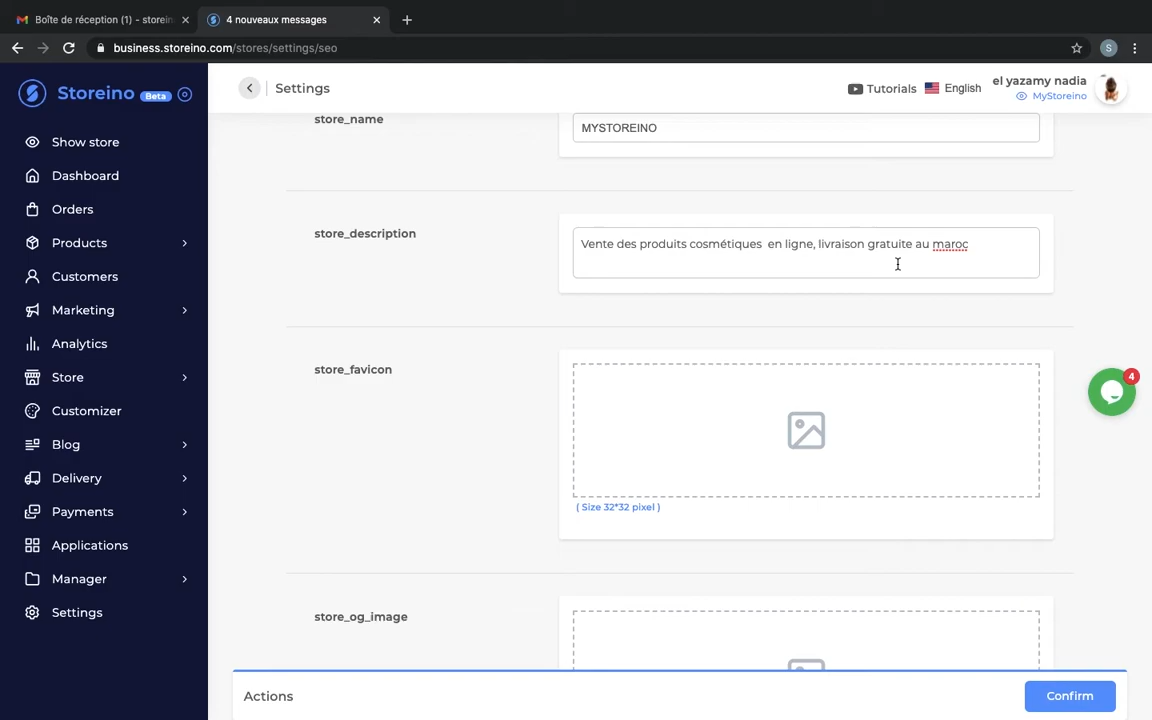 Boîte de réception (1) - storein
4 nouveaux messages
business.storeino.com/stores/settings/seo
S
Storeino Beta
Settings
Tutorials
English
el yazamy nadia
MyStoreino
Show store
Dashboard
Orders
Products
Customers
Marketing
Analytics
Store
Customizer
Blog
Delivery
Payments
Applications
Manager
Settings
store_name
MYSTOREINO
store_description
Vente des produits cosmétiques en ligne, livraison gratuite au maroc
store_favicon
( Size 32*32 pixel )
store_og_image
4
Actions
Confirm